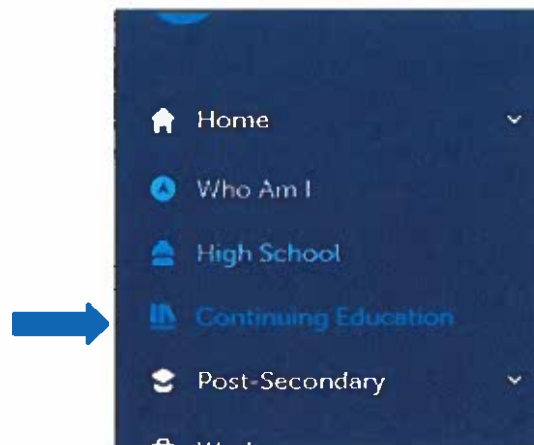 Home
Who Am I
High School
Continuing Education
Post-Secondary